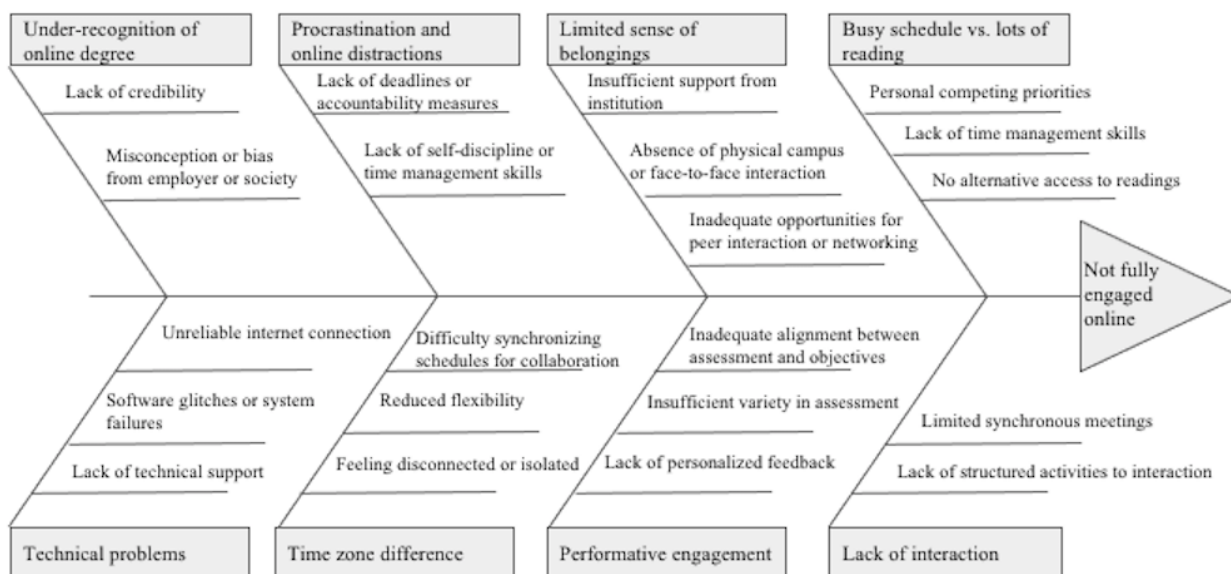 Under-recognition of
online degree
Procrastination and
online distractions
Limited sense of
belongings
Busy schedule vs. lots of
reading
Lack of credibility
Misconception or bias
from employer or society
Lack of deadlines or
accountability measures
Lack of self-discipline or
time management skills
Insufficient support from
institution
Absence of physical campus
or face-to-face interaction
Inadequate opportunities for
peer interaction or networking
Personal competing priorities
Lack of time management skills
No alternative access to readings
Not fully
engaged
online
Unreliable internet connection
Software glitches or system
failures
Lack of technical support
Difficulty synchronizing
schedules for collaboration
Reduced flexibility
Feeling disconnected or isolated
Inadequate alignment between
assessment and objectives
Insufficient variety in assessment
Lack of personalized feedback
Limited synchronous meetings
Lack of structured activities to interaction
Technical problems
Time zone difference
Performative engagement
Lack of interaction